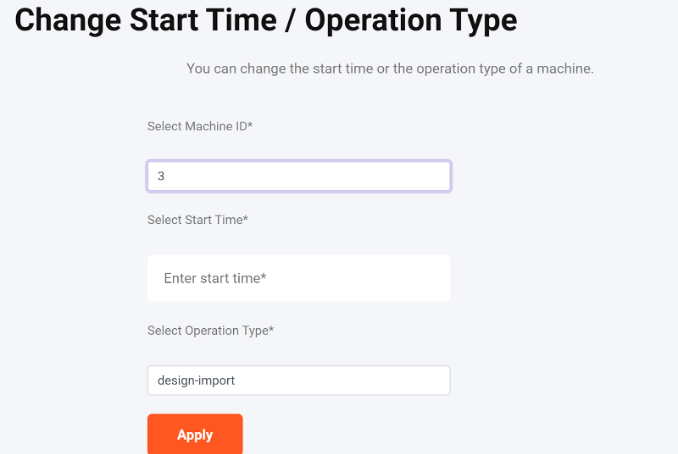 Change Start Time / Operation Type
You can change the start time or the operation type of a machine.
Select Machine ID*
3
Select Start Time*
Enter start time*
Select Operation Type*
design-import
Apply